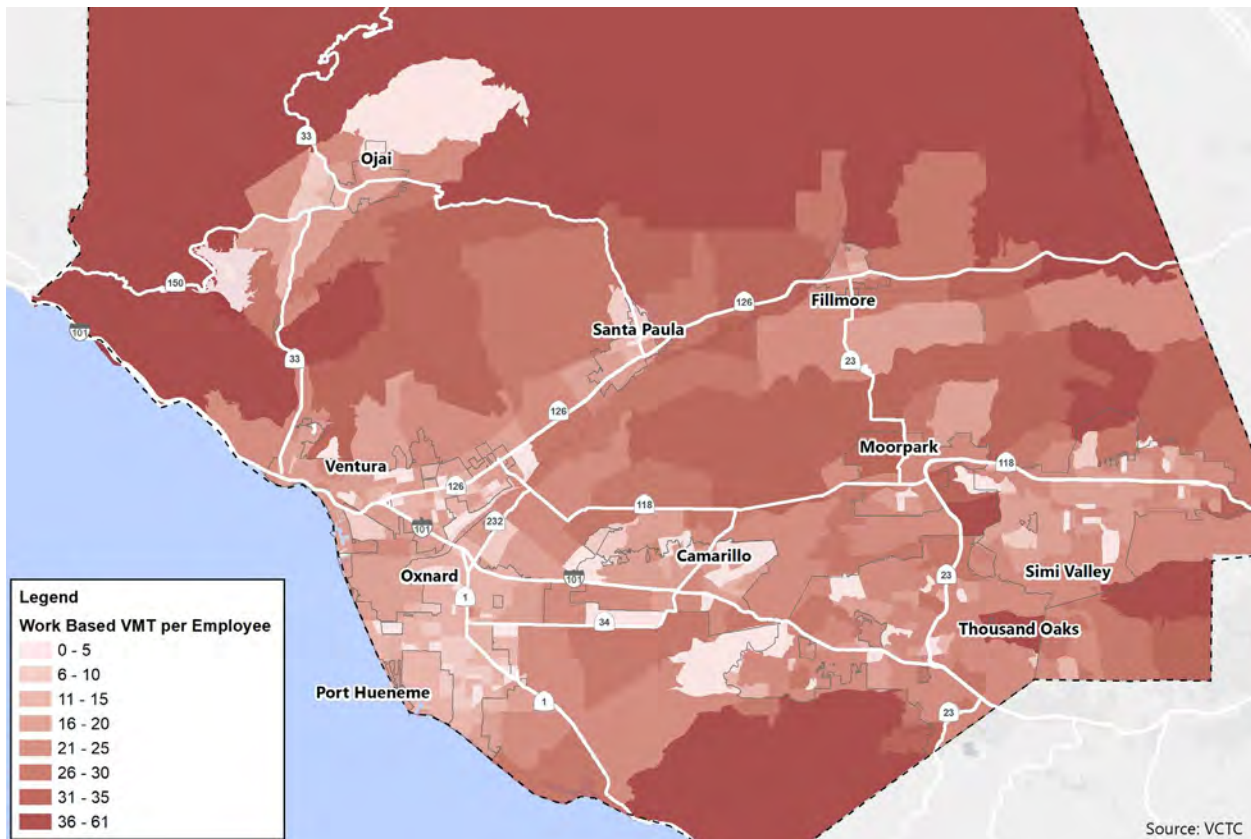 33
Ojai
150
126
Fillmore
Santa Paula
101
33
23
126
Moorpark
Ventura
118
126
118
232
101
Camarillo
Oxnard
101
23
Simi Valley
1
34
Thousand Oaks
Port Hueneme
1
23
Legend
Work Based VMT per Employee
0 - 5
6 - 10
11 - 15
16 - 20
21 - 25
26 - 30
31 - 35
36 - 61
Source: VCTC